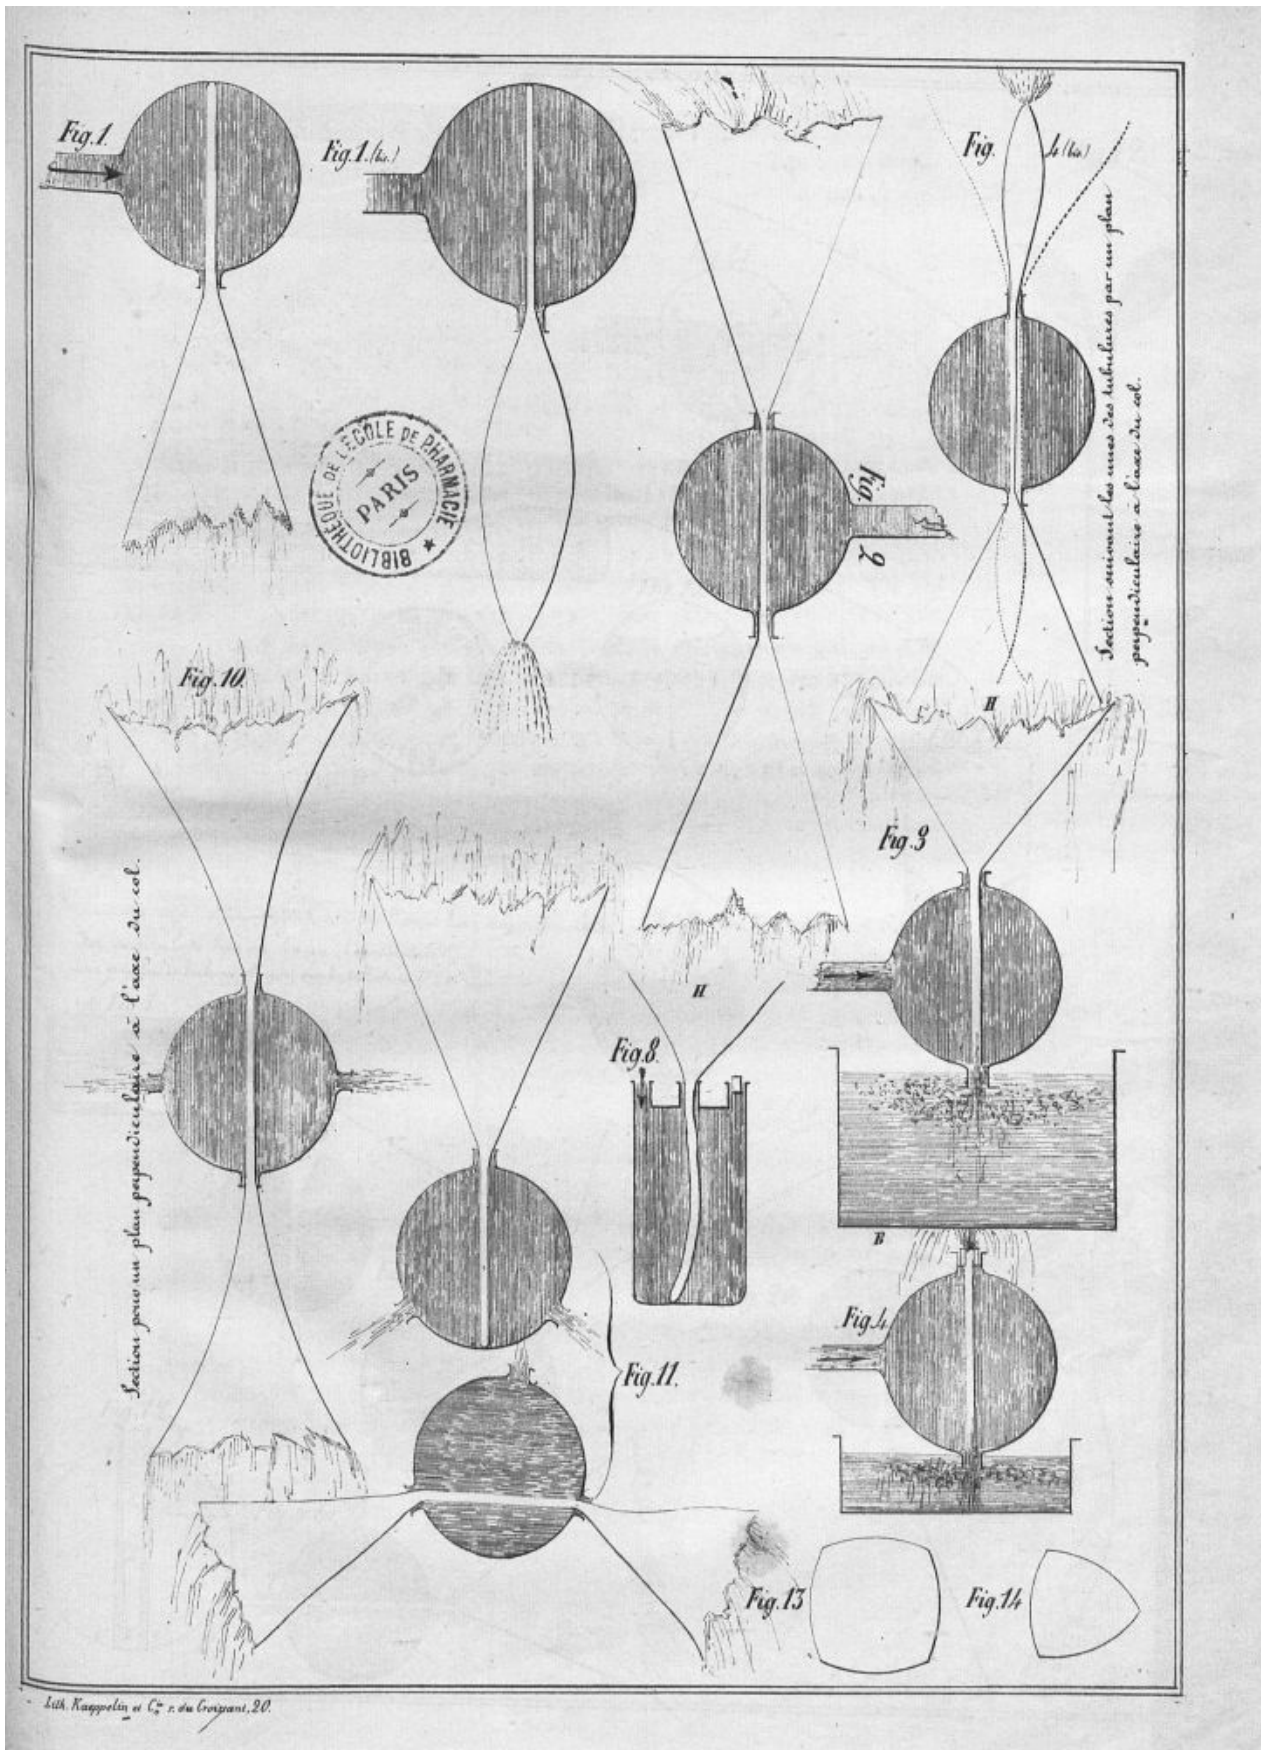 Fig. 1.
Fig. 1. (bis.)
Fig. 4 (bis.)
Section suivant les unes des tubulures par un plan
perpendiculaire à l'axe du col.
BIBLIOTHÈQUE DE L'ÉCOLE DE PHARMACIE
PARIS
Fig. 2
Fig. 10.
H
Fig. 3
Section par un plan perpendiculaire à l'axe du col.
H
Fig. 8.
B
Fig. 4
Fig. 11.
C
Fig. 13
Fig. 14
Lith. Kaeppelin et Cie r. du Croissant, 20.